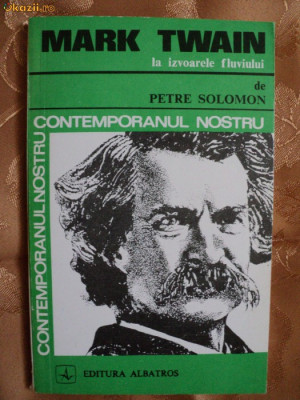 okazii.ro
MARK TWAIN
la izvoarele fluviului
de
PETRE SOLOMON
CONTEMPORANUL NOSTRU
CONTEMPORANUL NOSTRU
EDITURA ALBATROS